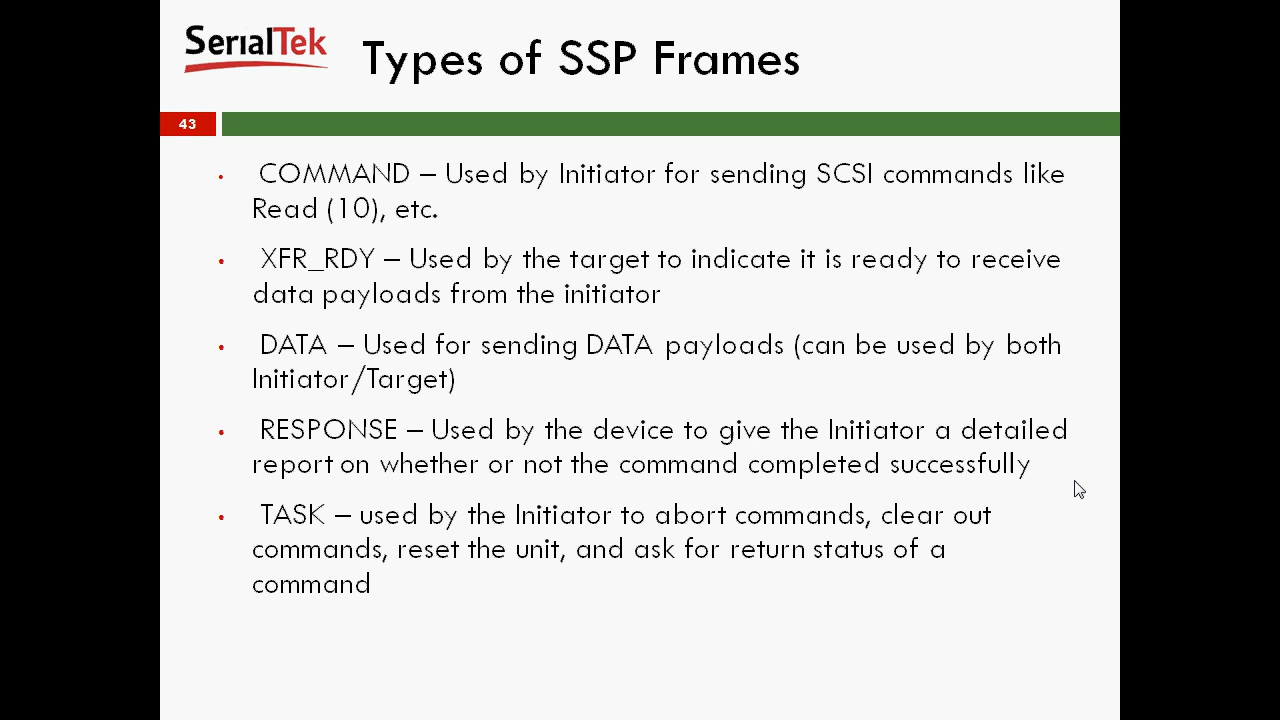 SerialTek
Types of SSP Frames
43
• COMMAND – Used by Initiator for sending SCSI commands like
Read (10), etc.
• XFR_RDY – Used by the target to indicate it is ready to receive
data payloads from the initiator
• DATA – Used for sending DATA payloads (can be used by both
Initiator/Target)
• RESPONSE – Used by the device to give the Initiator a detailed
report on whether or not the command completed successfully
• TASK – used by the Initiator to abort commands, clear out
commands, reset the unit, and ask for return status of a
command